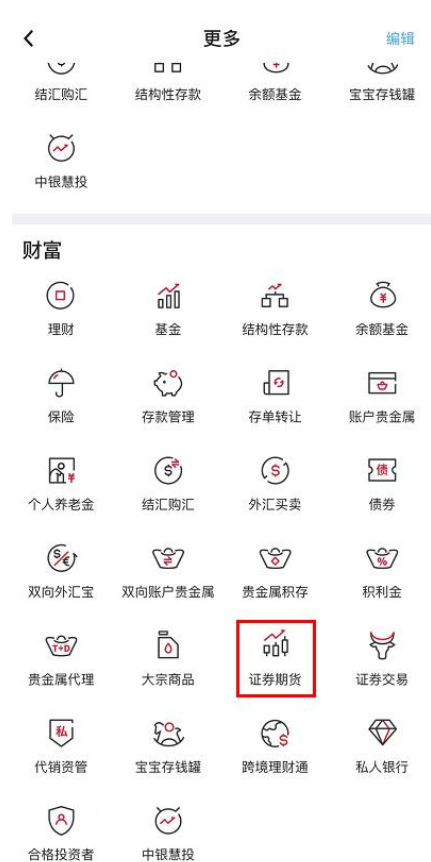 更多
编辑
结汇购汇 结构性存款 余额基金 宝宝存钱罐
中银慧投
财富
理财 基金 结构性存款 余额基金
¥
保险 存款管理 存单转让 账户贵金属
¥ $ $ 债
个人养老金 结汇购汇 外汇买卖 债券
$ € %
双向外汇宝 双向账户贵金属 贵金属积存 积利金
T+D
贵金属代理 大宗商品 证券期货 证券交易
私 $
代销资管 宝宝存钱罐 跨境理财通 私人银行
合格投资者 中银慧投